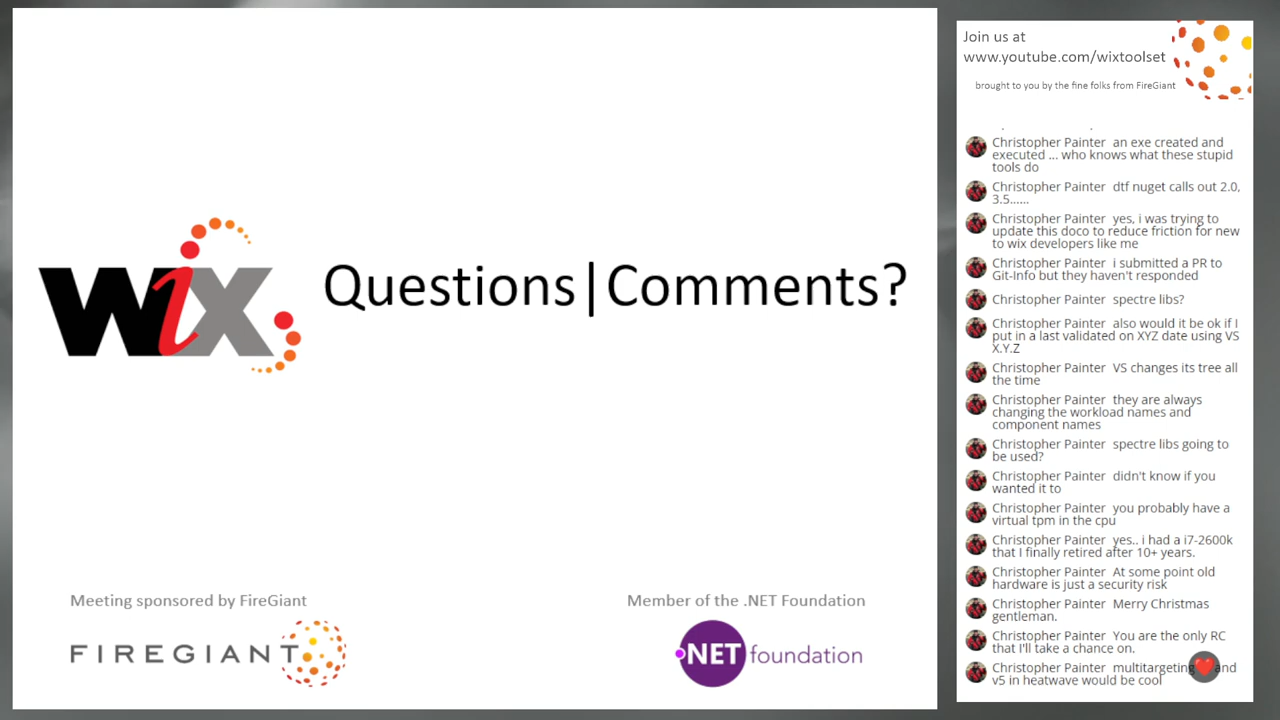 WiX
Questions|Comments?
Meeting sponsored by FireGiant
FIREGIANT
Member of the .NET Foundation
.NET foundation
Join us at
www.youtube.com/wixtoolset
brought to you by the fine folks from FireGiant
Christopher Painter an exe created and
executed ... who knows what these stupid
tools do
Christopher Painter dtf nuget calls out 2.0,
3.5......
Christopher Painter yes, i was trying to
update this doco to reduce friction for new
to wix developers like me
Christopher Painter i submitted a PR to
Git-Info but they haven't responded
Christopher Painter spectre libs?
Christopher Painter also would it be ok if I
put in a last validated on XYZ date using VS
X.Y.Z
Christopher Painter VS changes its tree all
the time
Christopher Painter they are always
changing the workload names and
component names
Christopher Painter spectre libs going to
be used?
Christopher Painter didn't know if you
wanted it to
Christopher Painter you probably have a
virtual tpm in the cpu
Christopher Painter yes.. i had a i7-2600k
that I finally retired after 10+ years.
Christopher Painter At some point old
hardware is just a security risk
Christopher Painter Merry Christmas
gentleman.
Christopher Painter You are the only RC
that I'll take a chance on.
Christopher Painter multitargeting and
v5 in heatwave would be cool